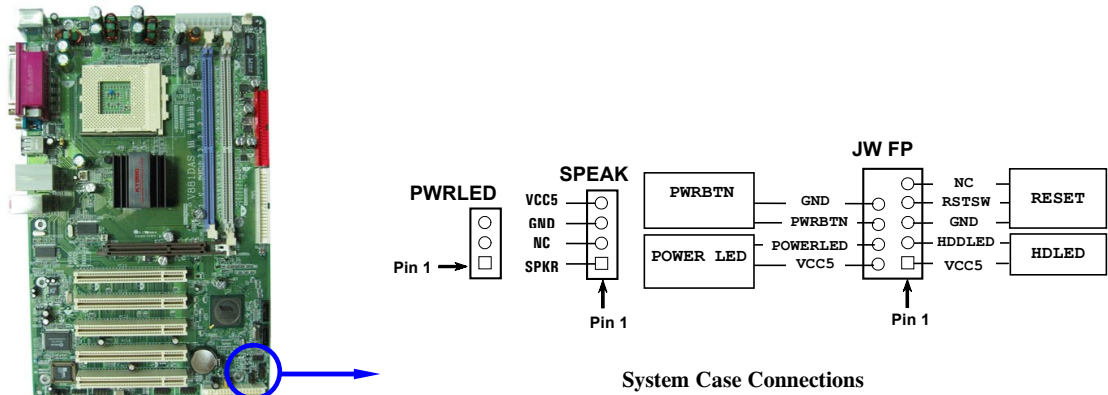 V881DAS
PWRLED
Pin 1
SPEAK
VCC5
GND
NC
SPKR
Pin 1
JW FP
PWRBTN
GND
PWRBTN
POWER LED
POWERLED
VCC5
NC
RSTSW
GND
RESET
HDDLED
VCC5
HDLED
Pin 1
System Case Connections